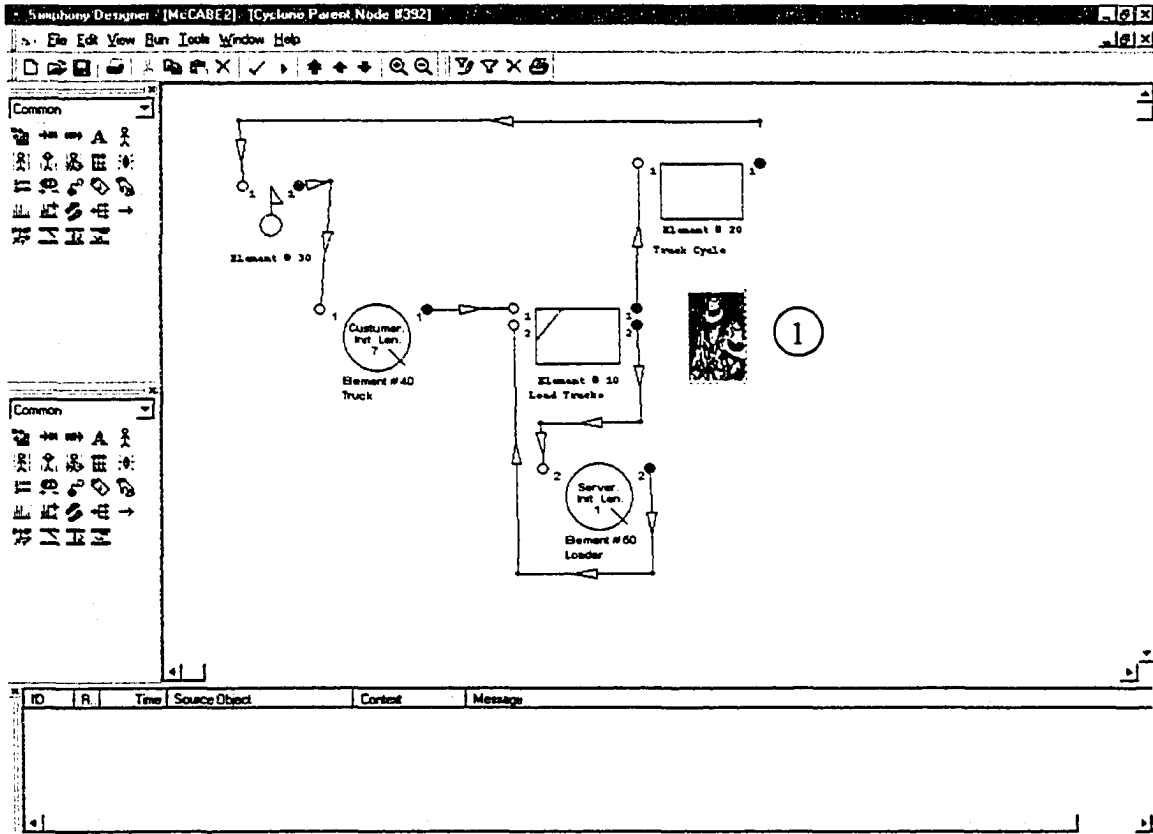 Simphony Designer - [McCABE2] - [Cyclone Parent Node #392]
File Edit View Run Tools Window Help
Common
A
Common
A
1
1
Element # 30
1
1
Element # 20
Truck Cycle
1
1
Custumer.
Init Len.
7
Element # 40
Truck
1
2
1
2
Element # 10
Load Trucks
1
2
2
Server.
Init Len.
1
Element # 60
Loader
ID R. Time Source Object Context Message